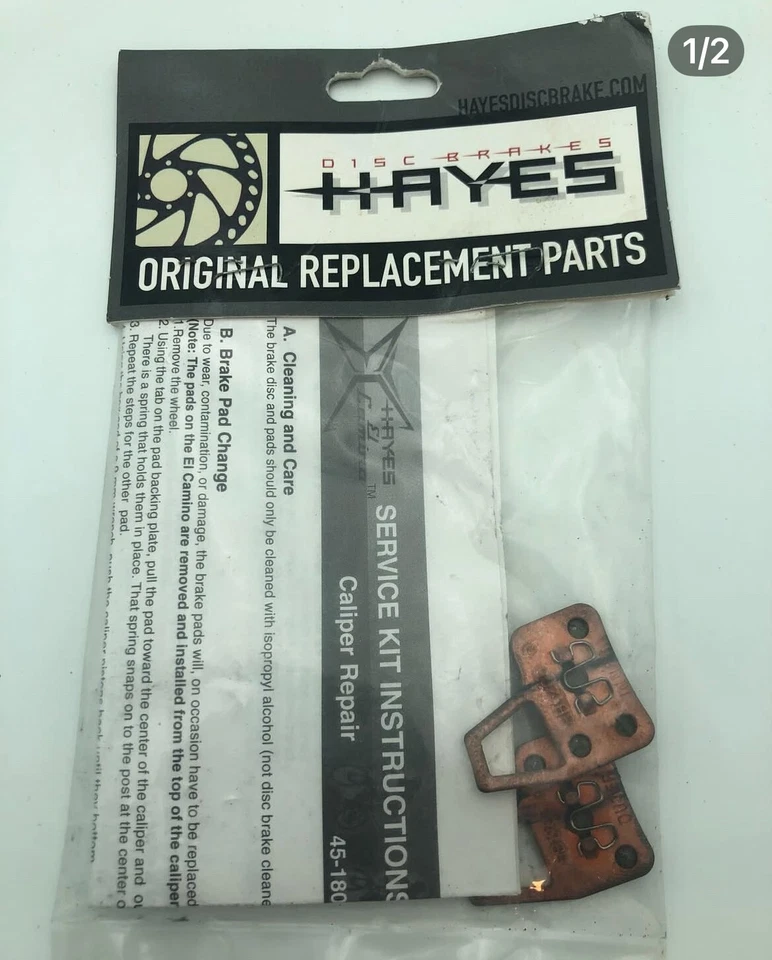 1/2
HAYESDISCBRAKE.COM
DISC BRAKES
HAYES
ORIGINAL REPLACEMENT PARTS
HAYES
El
Camino™
SERVICE KIT INSTRUCTIONS
Caliper Repair
45-180
A. Cleaning and Care
The brake disc and pads should only be cleaned with isopropyl alcohol (not disc brake cleane
B. Brake Pad Change
Due to wear, contamination, or damage, the brake pads will, on occasion have to be replaced
(Note: The pads on the El Camino are removed and installed from the top of the caliper
1.Remove the wheel.
2. Using the tab on the pad backing plate, pull the pad toward the center of the caliper and ou
There is a spring that holds them in place. That spring snaps on to the post at the center o
3. Repeat the steps for the other pad.